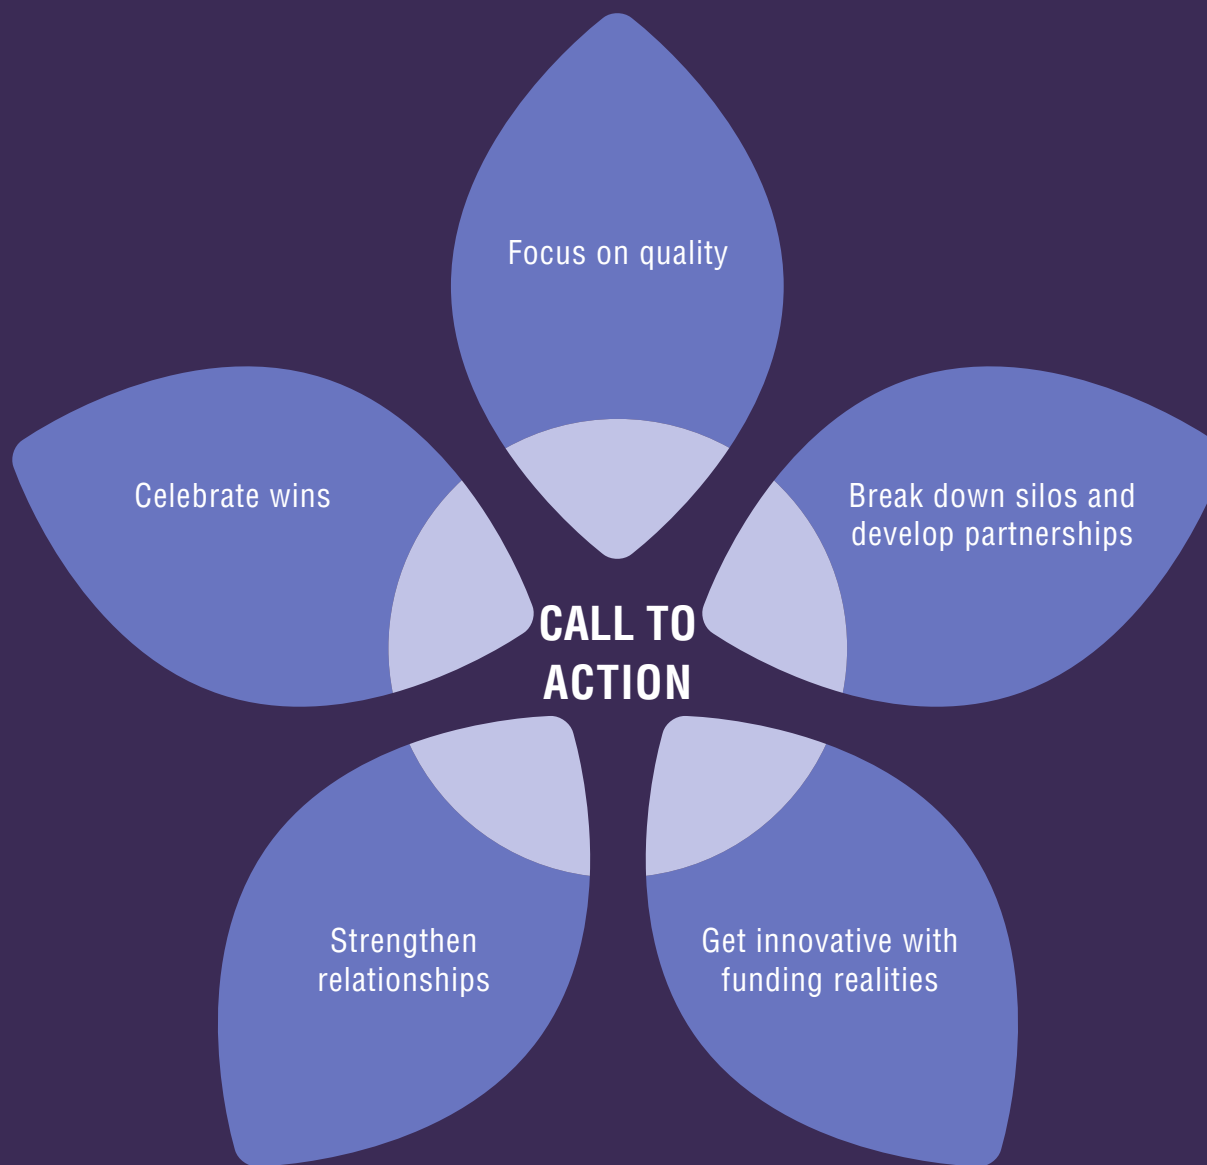 Focus on quality
Celebrate wins
Break down silos and
develop partnerships
CALL TO
ACTION
Strengthen
relationships
Get innovative with
funding realities